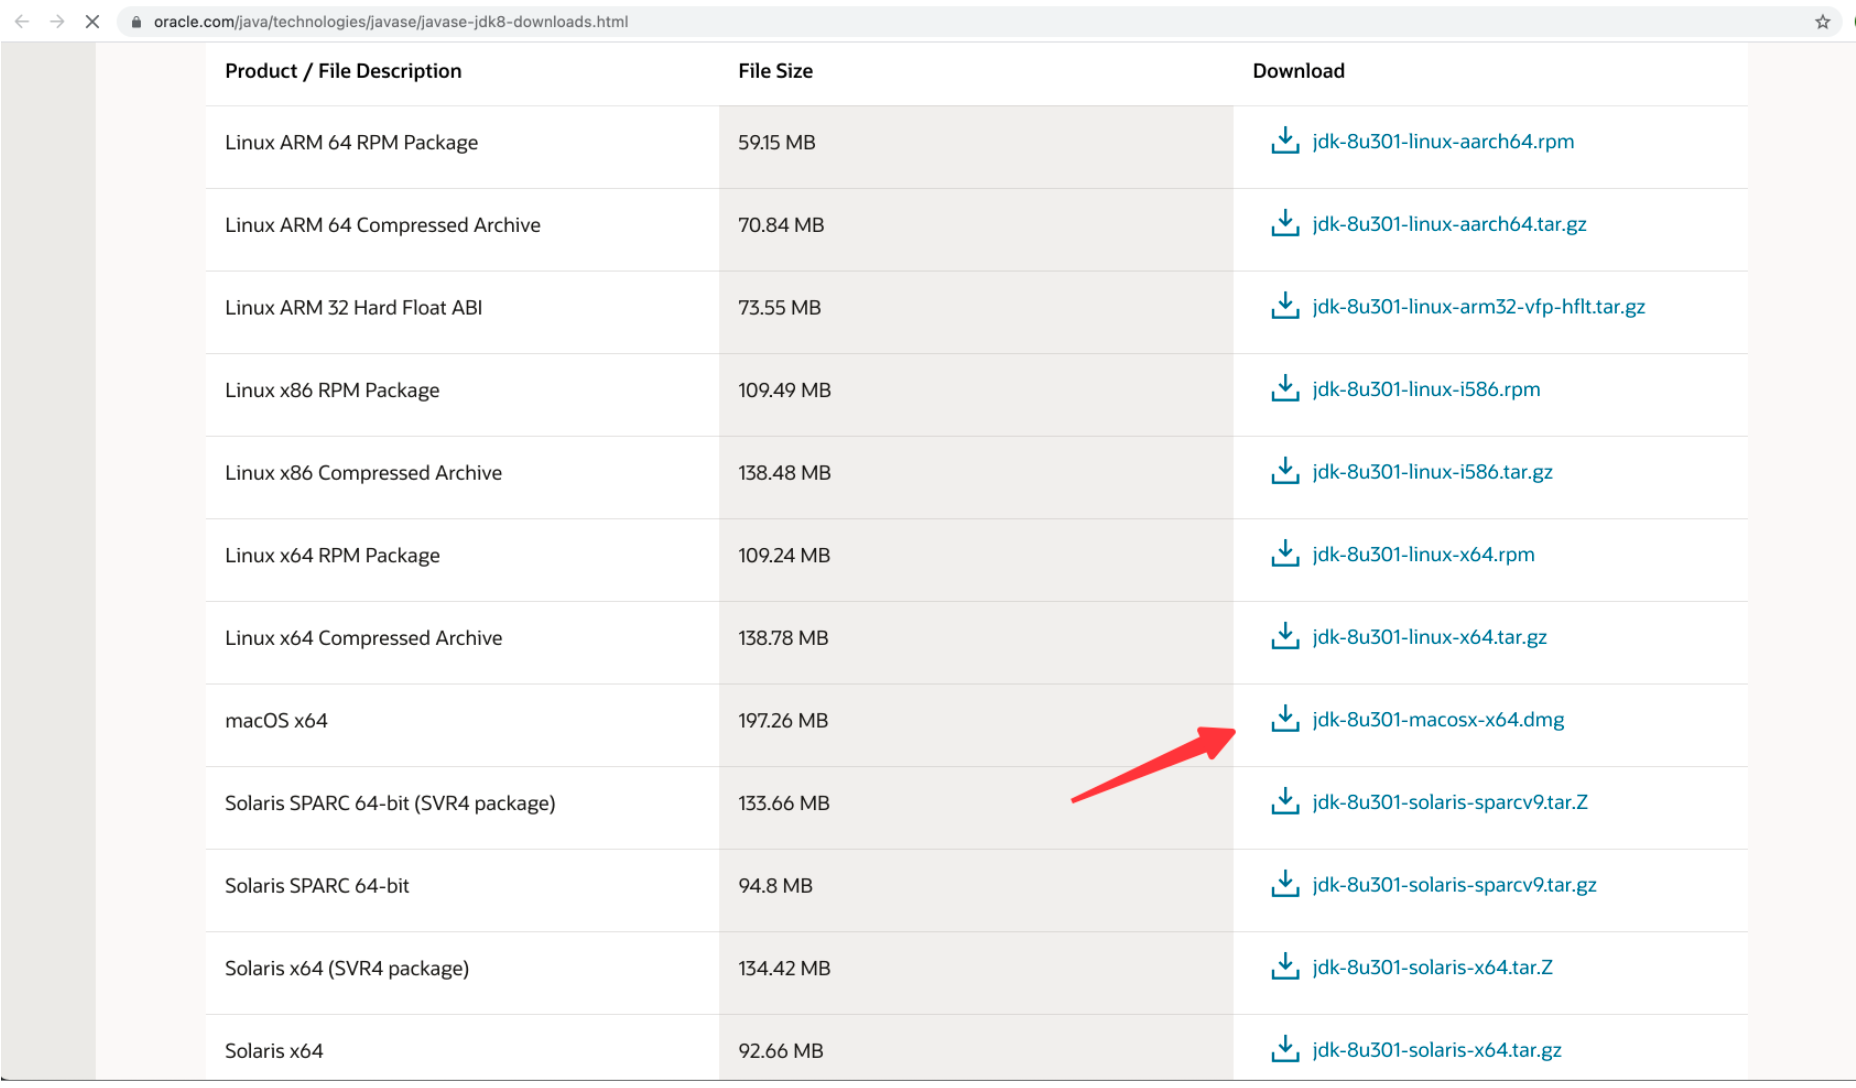 oracle.com/java/technologies/javase/javase-jdk8-downloads.html
Product / File Description File Size Download
Linux ARM 64 RPM Package 59.15 MB jdk-8u301-linux-aarch64.rpm
Linux ARM 64 Compressed Archive 70.84 MB jdk-8u301-linux-aarch64.tar.gz
Linux ARM 32 Hard Float ABI 73.55 MB jdk-8u301-linux-arm32-vfp-hflt.tar.gz
Linux x86 RPM Package 109.49 MB jdk-8u301-linux-i586.rpm
Linux x86 Compressed Archive 138.48 MB jdk-8u301-linux-i586.tar.gz
Linux x64 RPM Package 109.24 MB jdk-8u301-linux-x64.rpm
Linux x64 Compressed Archive 138.78 MB jdk-8u301-linux-x64.tar.gz
macOS x64 197.26 MB jdk-8u301-macosx-x64.dmg
Solaris SPARC 64-bit (SVR4 package) 133.66 MB jdk-8u301-solaris-sparcv9.tar.Z
Solaris SPARC 64-bit 94.8 MB jdk-8u301-solaris-sparcv9.tar.gz
Solaris x64 (SVR4 package) 134.42 MB jdk-8u301-solaris-x64.tar.Z
Solaris x64 92.66 MB jdk-8u301-solaris-x64.tar.gz